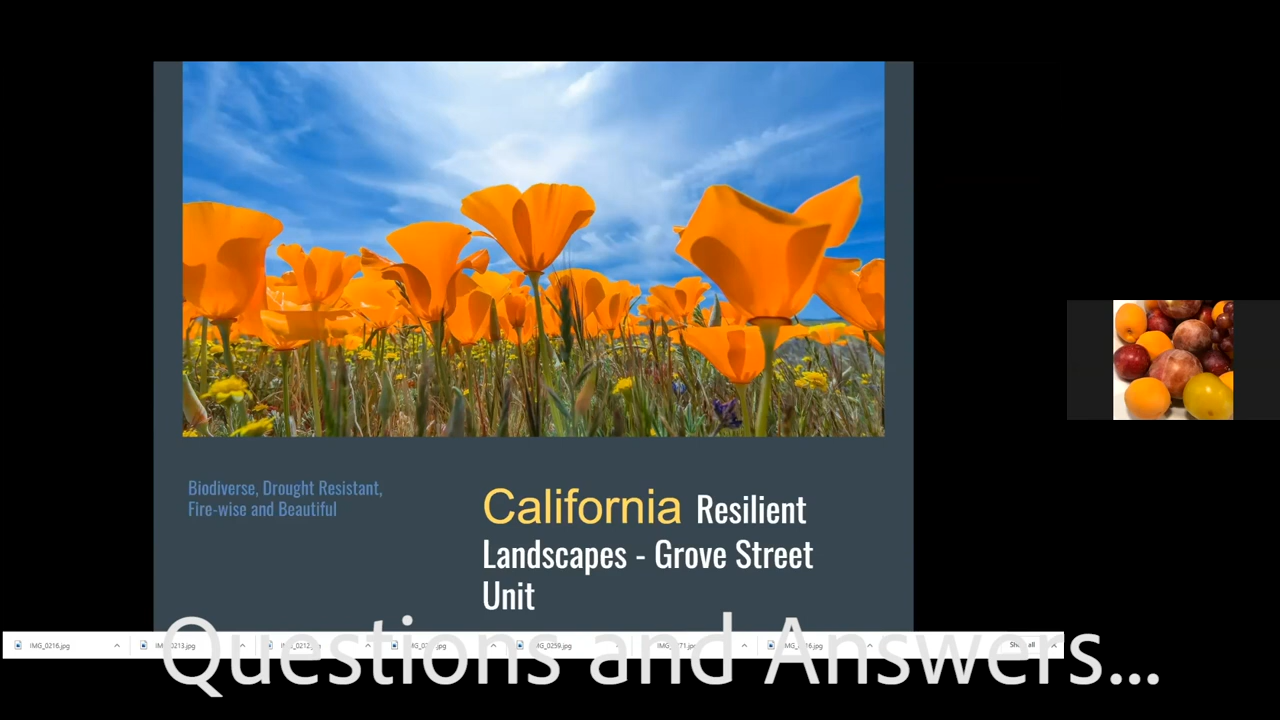 Biodiverse, Drought Resistant,
Fire-wise and Beautiful
California Resilient
Landscapes - Grove Street
Unit
IMG_0216.jpg
Questions and Answers...